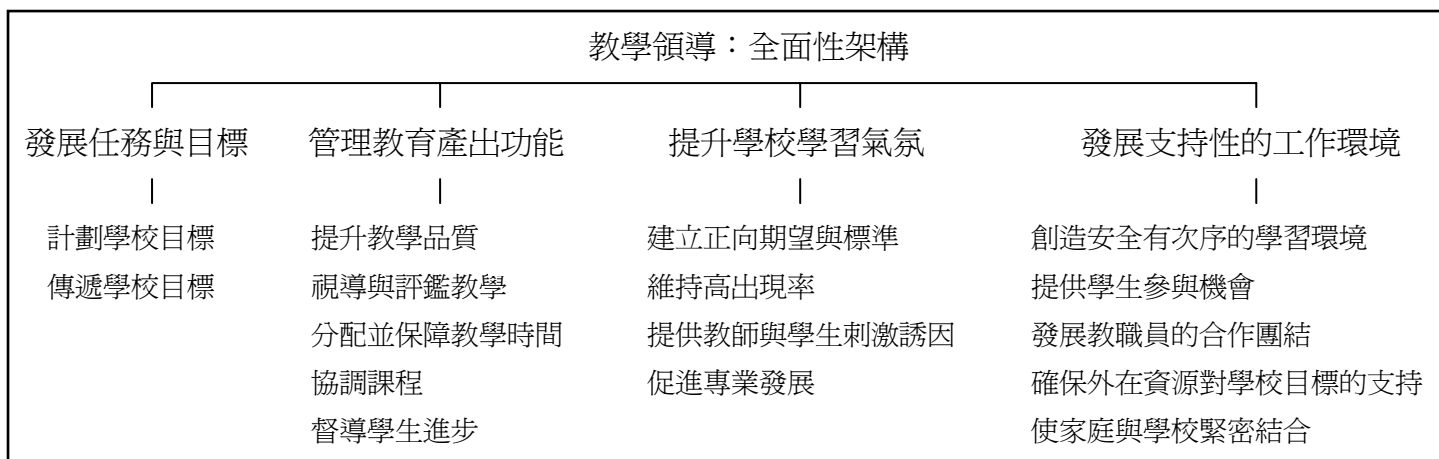 教學領導：全面性架構
發展任務與目標
計劃學校目標
傳遞學校目標
管理教育產出功能
提升教學品質
視導與評鑑教學
分配並保障教學時間
協調課程
督導學生進步
提升學校學習氣氛
建立正向期望與標準
維持高出現率
提供教師與學生刺激誘因
促進專業發展
發展支持性的工作環境
創造安全有次序的學習環境
提供學生參與機會
發展教職員的合作團結
確保外在資源對學校目標的支持
使家庭與學校緊密結合